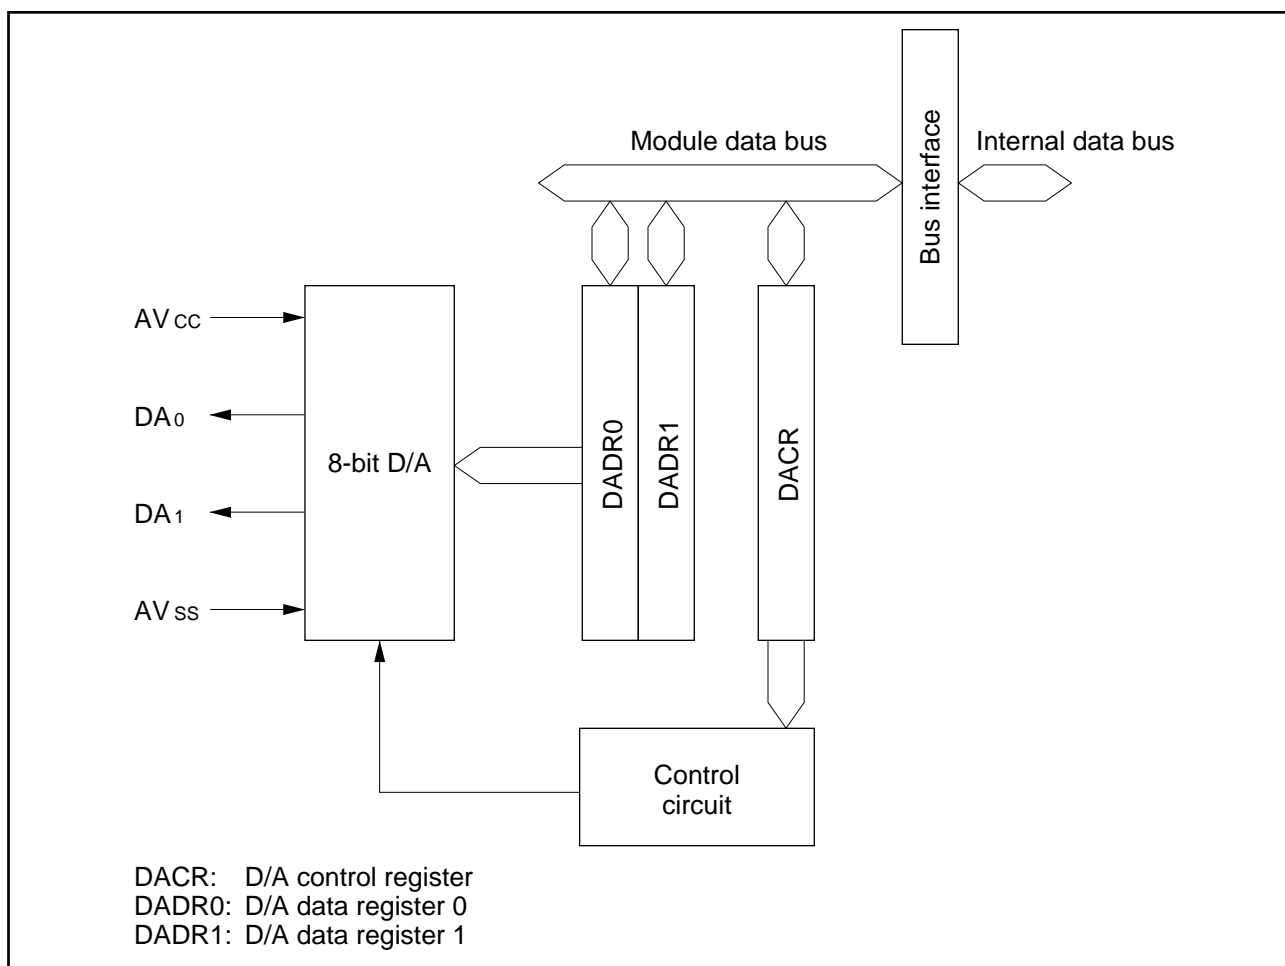 Module data bus
Internal data bus
Bus interface
AVCC
DA0
8-bit D/A
DA1
AVSS
DADR0
DADR1
DACR
Control
circuit
DACR: D/A control register
DADR0: D/A data register 0
DADR1: D/A data register 1